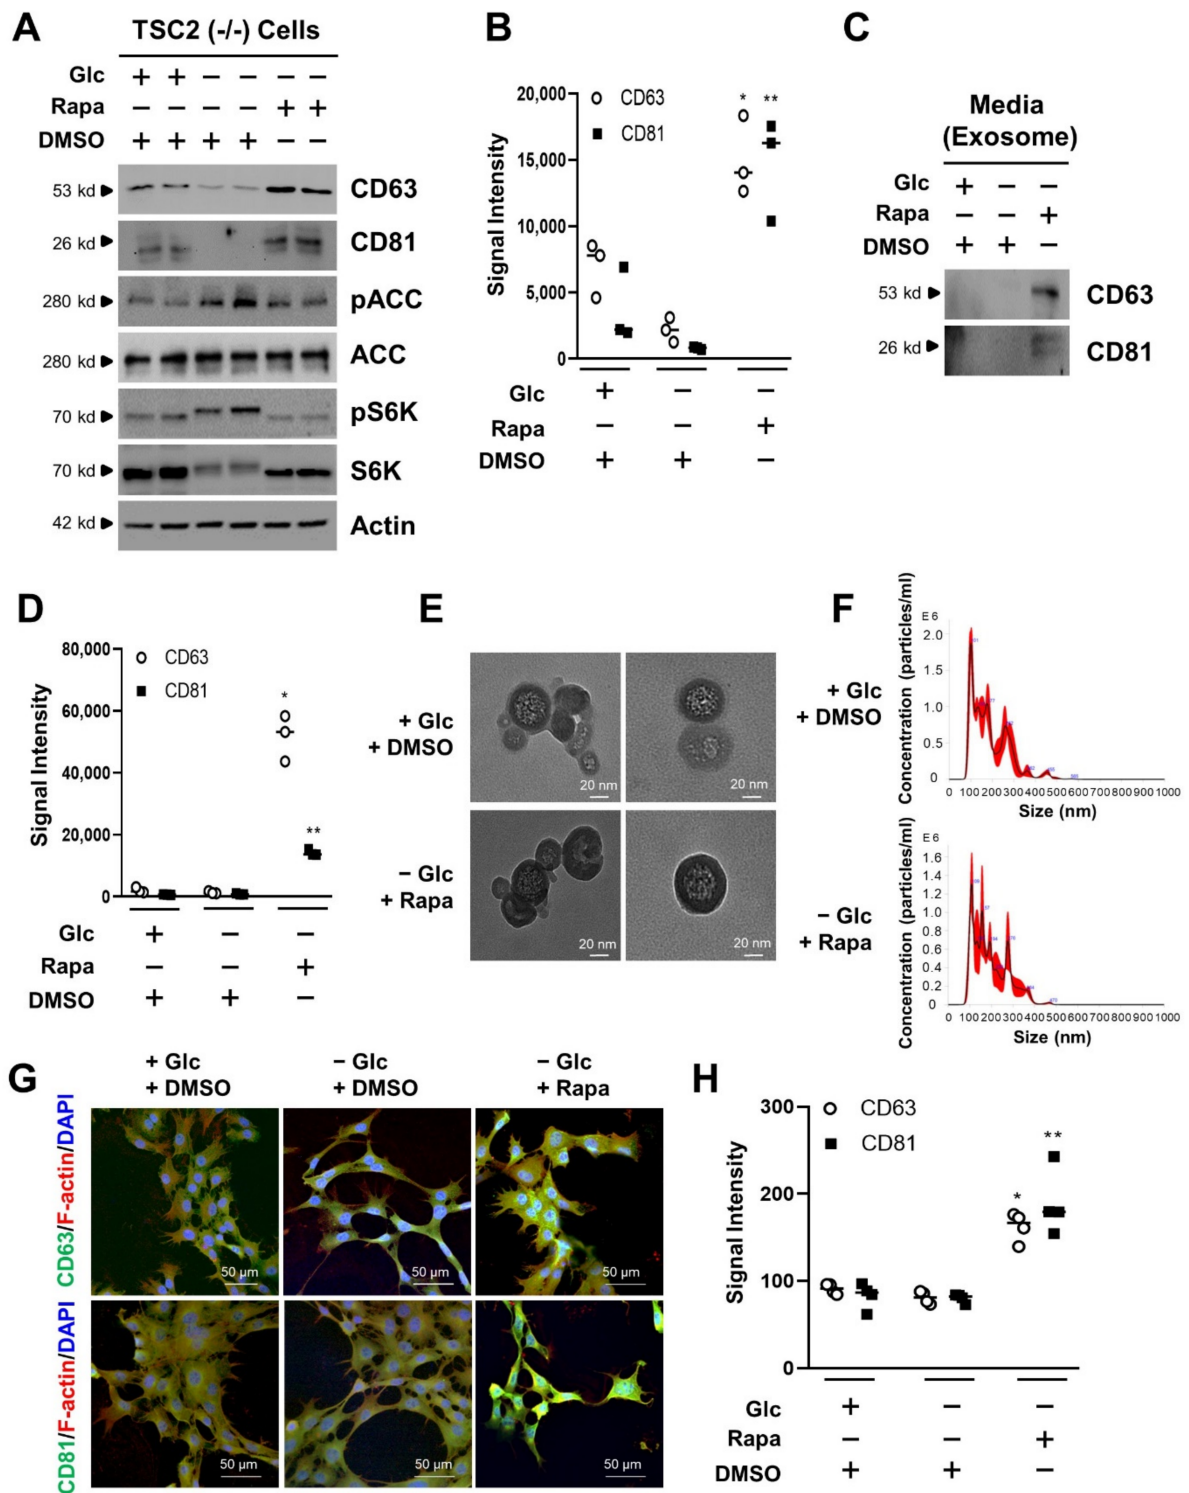 A
TSC2 (-/-) Cells
Glc + + − − − −
Rapa − − − − + +
DMSO + + + + − −
53 kd CD63
26 kd CD81
280 kd pACC
280 kd ACC
70 kd pS6K
70 kd S6K
42 kd Actin
B
Signal Intensity
20,000
15,000
10,000
5,000
0
CD63
CD81
* **
Glc + − −
Rapa − − +
DMSO + + −
C
Media
(Exosome)
Glc + − −
Rapa − − +
DMSO + + −
53 kd CD63
26 kd CD81
D
Signal Intensity
80,000
60,000
40,000
20,000
0
CD63
CD81
*
**
Glc + − −
Rapa − − +
DMSO + + −
E
+ Glc
+ DMSO
20 nm 20 nm
− Glc
+ Rapa
20 nm 20 nm
F
+ Glc
+ DMSO
Concentration (particles/ml)
E6
2.0
1.5
1.0
0.5
0
0 100 200 300 400 500 600 700 800 900 1000
Size (nm)
− Glc
+ Rapa
Concentration (particles/ml)
E6
1.6
1.4
1.2
1.0
0.8
0.6
0.4
0.2
0
0 100 200 300 400 500 600 700 800 900 1000
Size (nm)
G
+ Glc
+ DMSO
− Glc
+ DMSO
− Glc
+ Rapa
CD63/F-actin/DAPI
50 µm 50 µm 50 µm
CD81/F-actin/DAPI
50 µm 50 µm 50 µm
H
Signal Intensity
300
200
100
0
CD63
CD81
*
**
Glc + − −
Rapa − − +
DMSO + + −